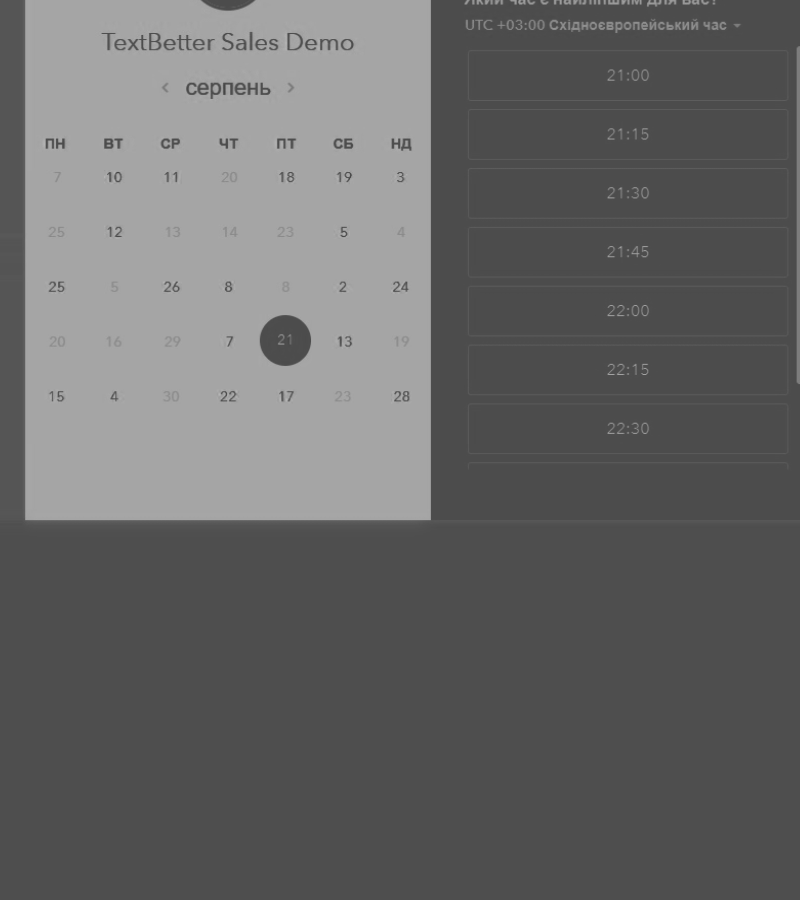 TextBetter Sales Demo
серпень
ПН ВТ СР ЧТ ПТ СБ НД
7 10 11 20 18 19 3
25 12 13 14 23 5 4
25 5 26 8 8 2 24
20 16 29 7 21 13 19
15 4 30 22 17 23 28
Який час є найліпшим для вас?
UTC +03:00 Східноєвропейський час
21:00
21:15
21:30
21:45
22:00
22:15
22:30